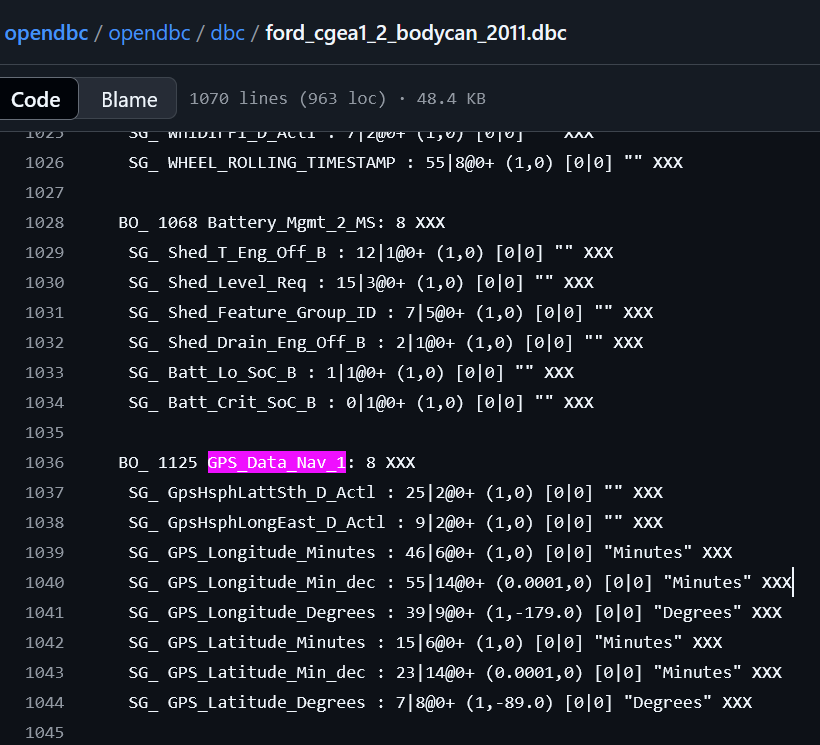 opendbc / opendbc / dbc / ford_cgea1_2_bodycan_2011.dbc
Code Blame 1070 lines (963 loc) · 48.4 KB
1025 SG_ WhlDirFl_D_Actl : 7|2@0+ (1,0) [0|0] "" XXX
1026 SG_ WHEEL_ROLLING_TIMESTAMP : 55|8@0+ (1,0) [0|0] "" XXX
1027
1028 BO_ 1068 Battery_Mgmt_2_MS: 8 XXX
1029 SG_ Shed_T_Eng_Off_B : 12|1@0+ (1,0) [0|0] "" XXX
1030 SG_ Shed_Level_Req : 15|3@0+ (1,0) [0|0] "" XXX
1031 SG_ Shed_Feature_Group_ID : 7|5@0+ (1,0) [0|0] "" XXX
1032 SG_ Shed_Drain_Eng_Off_B : 2|1@0+ (1,0) [0|0] "" XXX
1033 SG_ Batt_Lo_SoC_B : 1|1@0+ (1,0) [0|0] "" XXX
1034 SG_ Batt_Crit_SoC_B : 0|1@0+ (1,0) [0|0] "" XXX
1035
1036 BO_ 1125 GPS_Data_Nav_1: 8 XXX
1037 SG_ GpsHsphLattSth_D_Actl : 25|2@0+ (1,0) [0|0] "" XXX
1038 SG_ GpsHsphLongEast_D_Actl : 9|2@0+ (1,0) [0|0] "" XXX
1039 SG_ GPS_Longitude_Minutes : 46|6@0+ (1,0) [0|0] "Minutes" XXX
1040 SG_ GPS_Longitude_Min_dec : 55|14@0+ (0.0001,0) [0|0] "Minutes" XXX
1041 SG_ GPS_Longitude_Degrees : 39|9@0+ (1,-179.0) [0|0] "Degrees" XXX
1042 SG_ GPS_Latitude_Minutes : 15|6@0+ (1,0) [0|0] "Minutes" XXX
1043 SG_ GPS_Latitude_Min_dec : 23|14@0+ (0.0001,0) [0|0] "Minutes" XXX
1044 SG_ GPS_Latitude_Degrees : 7|8@0+ (1,-89.0) [0|0] "Degrees" XXX
1045